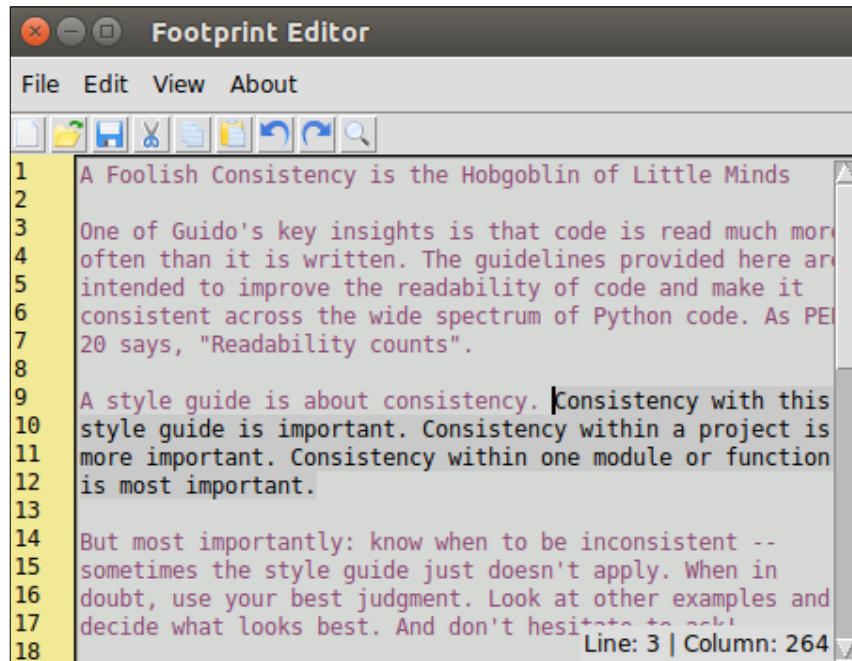 Footprint Editor
File Edit View About
1 A Foolish Consistency is the Hobgoblin of Little Minds
2
3 One of Guido's key insights is that code is read much more
4 often than it is written. The guidelines provided here are
5 intended to improve the readability of code and make it
6 consistent across the wide spectrum of Python code. As PEP
7 20 says, "Readability counts".
8
9 A style guide is about consistency. Consistency with this
10 style guide is important. Consistency within a project is
11 more important. Consistency within one module or function
12 is most important.
13
14 But most importantly: know when to be inconsistent --
15 sometimes the style guide just doesn't apply. When in
16 doubt, use your best judgment. Look at other examples and
17 decide what looks best. And don't hesitate to ask!
18
Line: 3 | Column: 264